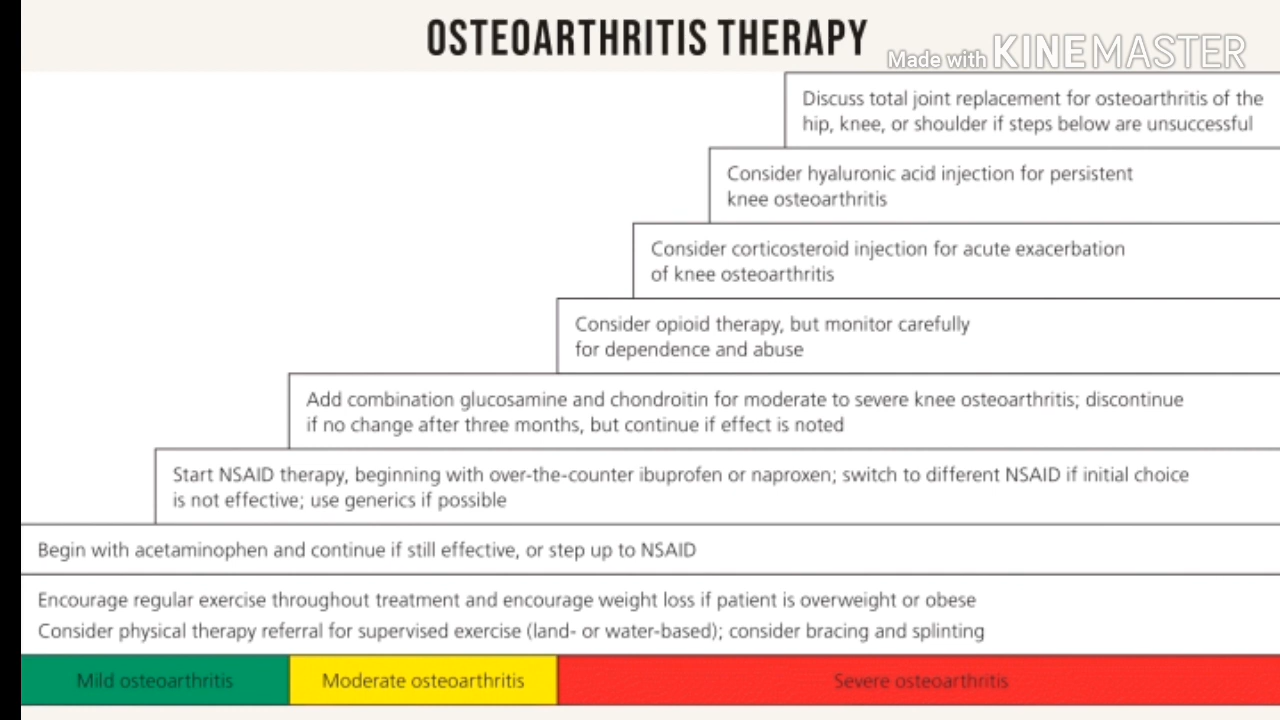 OSTEOARTHRITIS THERAPY
Made with KINEMASTER
Discuss total joint replacement for osteoarthritis of the
hip, knee, or shoulder if steps below are unsuccessful
Consider hyaluronic acid injection for persistent
knee osteoarthritis
Consider corticosteroid injection for acute exacerbation
of knee osteoarthritis
Consider opioid therapy, but monitor carefully
for dependence and abuse
Add combination glucosamine and chondroitin for moderate to severe knee osteoarthritis; discontinue
if no change after three months, but continue if effect is noted
Start NSAID therapy, beginning with over-the-counter ibuprofen or naproxen; switch to different NSAID if initial choice
is not effective; use generics if possible
Begin with acetaminophen and continue if still effective, or step up to NSAID
Encourage regular exercise throughout treatment and encourage weight loss if patient is overweight or obese
Consider physical therapy referral for supervised exercise (land- or water-based); consider bracing and splinting
Mild osteoarthritis
Moderate osteoarthritis
Severe osteoarthritis